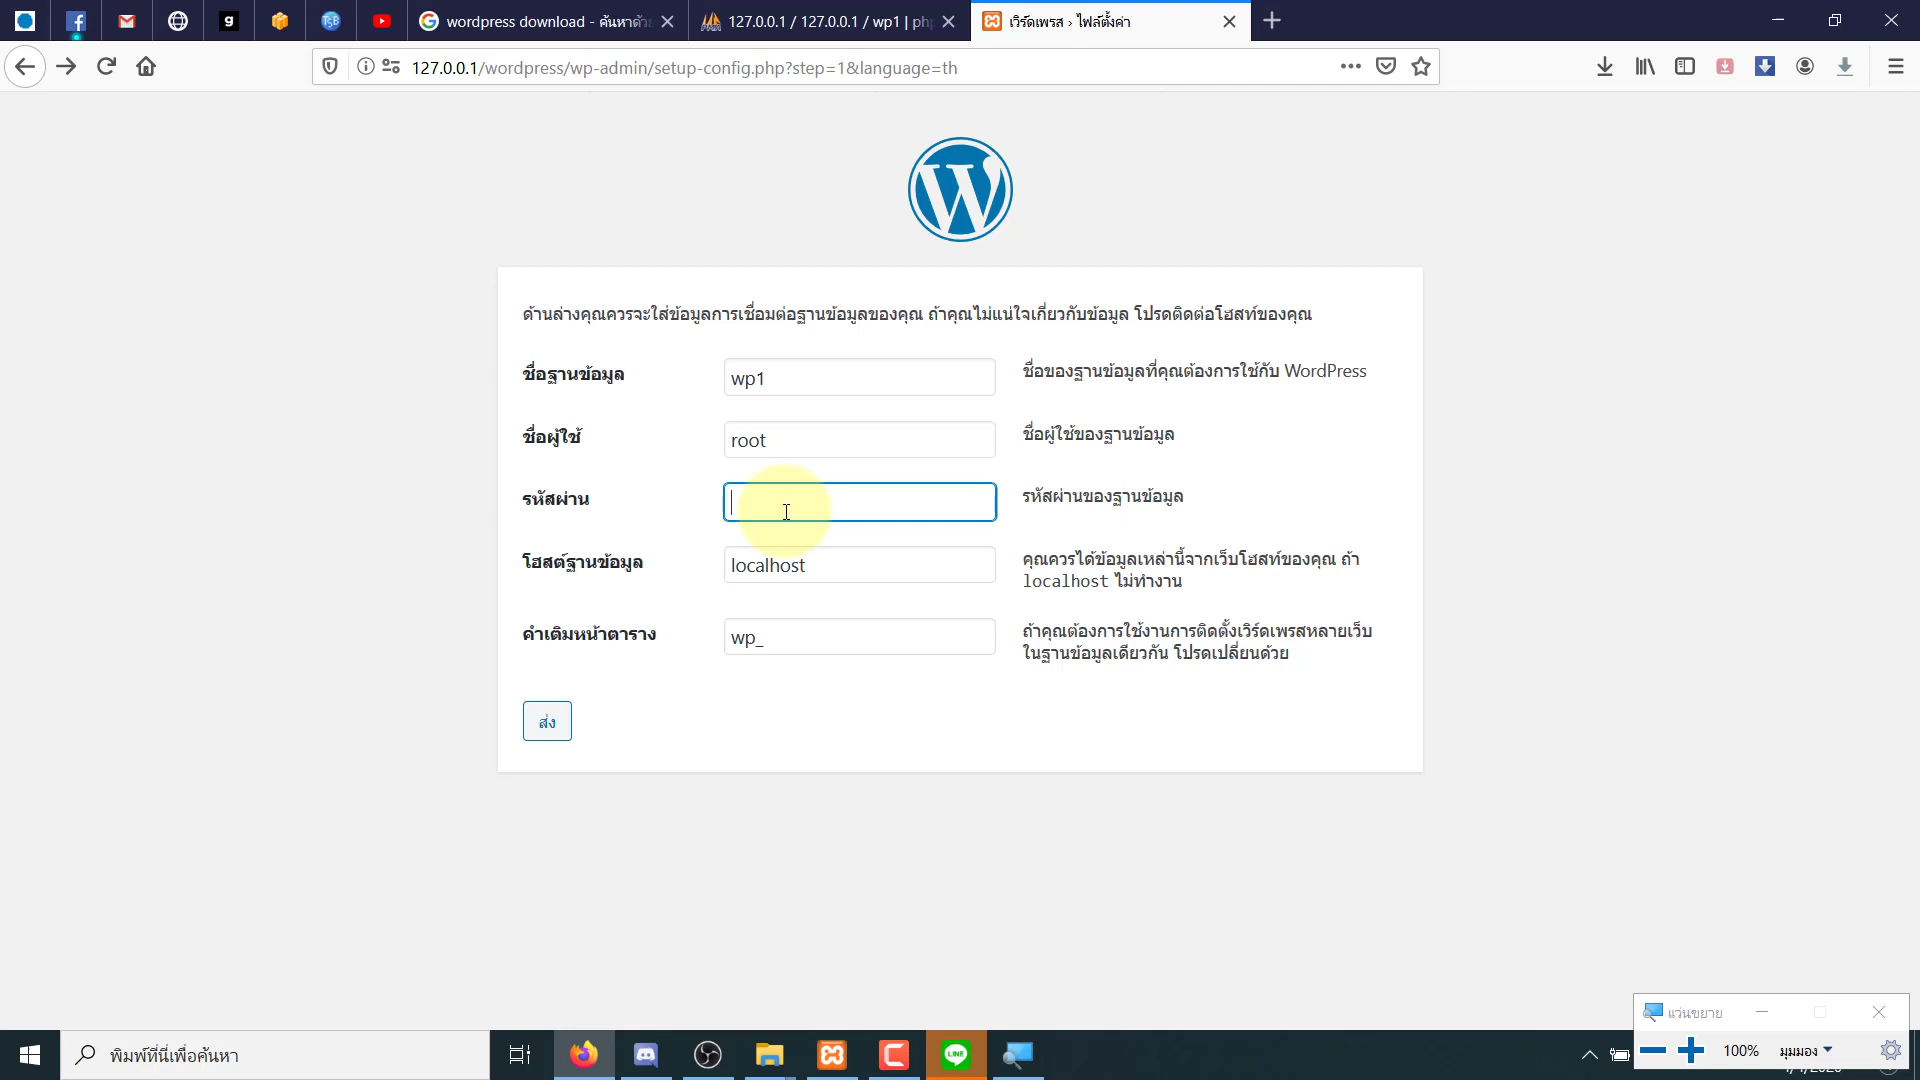 wordpress download - ค้นหาด้วย
127.0.0.1 / 127.0.0.1 / wp1 | php
เวิร์ดเพรส › ไฟล์ตั้งค่า
127.0.0.1/wordpress/wp-admin/setup-config.php?step=1&language=th
ด้านล่างคุณควรจะใส่ข้อมูลการเชื่อมต่อฐานข้อมูลของคุณ ถ้าคุณไม่แน่ใจเกี่ยวกับข้อมูล โปรดติดต่อโฮสท์ของคุณ
ชื่อฐานข้อมูล
wp1
ชื่อของฐานข้อมูลที่คุณต้องการใช้กับ WordPress
ชื่อผู้ใช้
root
ชื่อผู้ใช้ของฐานข้อมูล
รหัสผ่าน
รหัสผ่านของฐานข้อมูล
โฮสต์ฐานข้อมูล
localhost
คุณควรได้ข้อมูลเหล่านี้จากเว็บโฮสท์ของคุณ ถ้า
localhost ไม่ทำงาน
คำเติมหน้าตาราง
wp_
ถ้าคุณต้องการใช้งานการติดตั้งเวิร์ดเพรสหลายเว็บ
ในฐานข้อมูลเดียวกัน โปรดเปลี่ยนด้วย
ส่ง
แว่นขยาย
100%
มุมมอง
พิมพ์ที่นี่เพื่อค้นหา
LINE